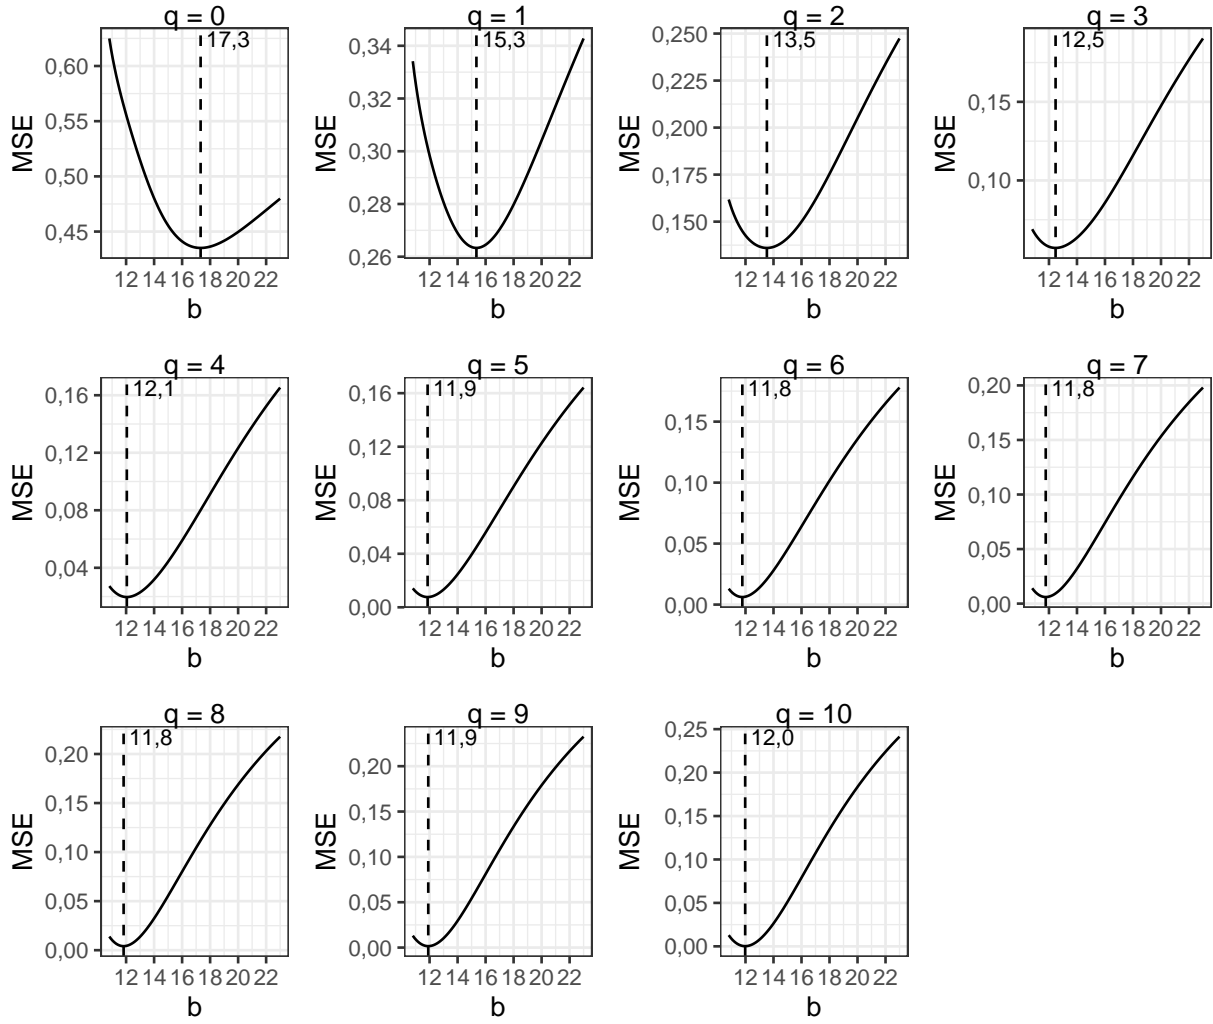 q = 0
17,3
MSE
0,60
0,55
0,50
0,45
12 14 16 18 20 22
b
q = 1
15,3
MSE
0,34
0,32
0,30
0,28
0,26
12 14 16 18 20 22
b
q = 2
13,5
MSE
0,250
0,225
0,200
0,175
0,150
12 14 16 18 20 22
b
q = 3
12,5
MSE
0,15
0,10
12 14 16 18 20 22
b
q = 4
12,1
MSE
0,16
0,12
0,08
0,04
12 14 16 18 20 22
b
q = 5
11,9
MSE
0,16
0,12
0,08
0,04
0,00
12 14 16 18 20 22
b
q = 6
11,8
MSE
0,15
0,10
0,05
0,00
12 14 16 18 20 22
b
q = 7
11,8
MSE
0,20
0,15
0,10
0,05
0,00
12 14 16 18 20 22
b
q = 8
11,8
MSE
0,20
0,15
0,10
0,05
0,00
12 14 16 18 20 22
b
q = 9
11,9
MSE
0,20
0,15
0,10
0,05
0,00
12 14 16 18 20 22
b
q = 10
12,0
MSE
0,25
0,20
0,15
0,10
0,05
0,00
12 14 16 18 20 22
b